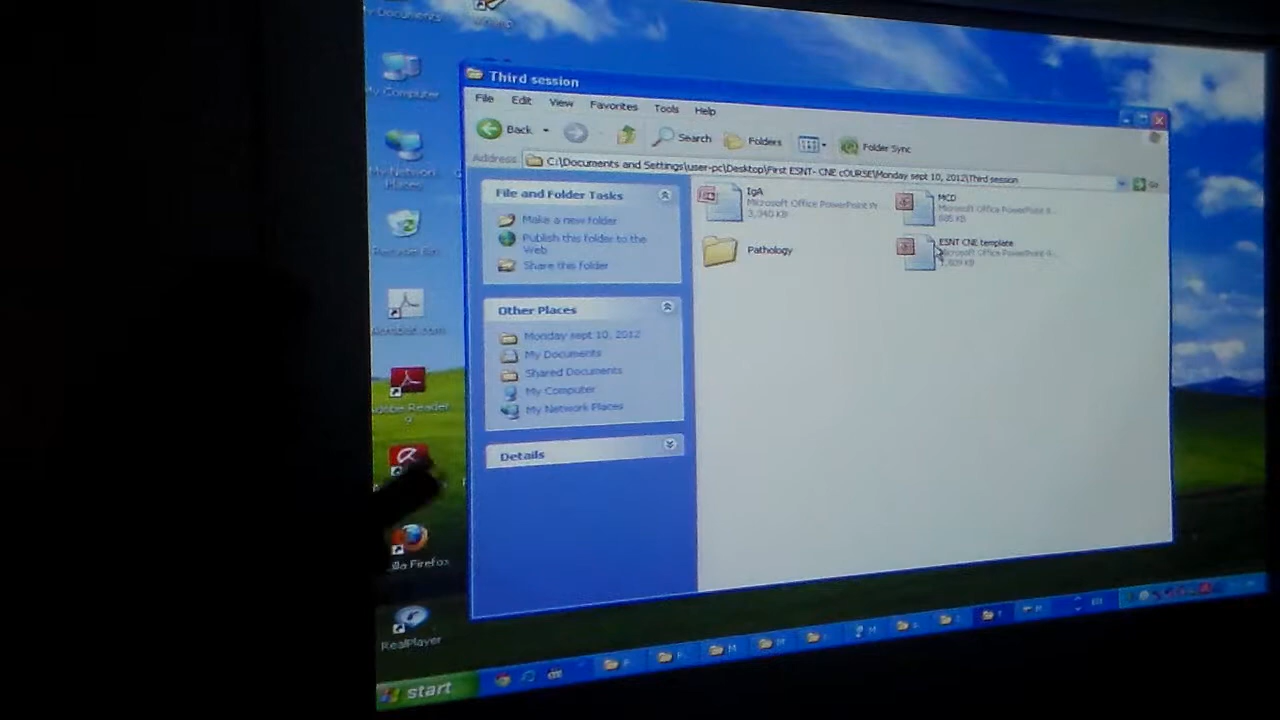 My Documents
My Computer
My Network
Places
Adobe Reader
9
Firefox
RealPlayer
Third session
File Edit View Favorites Tools Help
Back Search Folders Folder Sync
Address C:\Documents and Settings\user-pc\Desktop\First ESNT- CNE cOURSE\Monday sept 10, 2012\Third session Go
File and Folder Tasks
Make a new folder
Publish this folder to the
Web
Share this folder
Other Places
Monday sept 10, 2012
My Documents
Shared Documents
My Computer
My Network Places
Details
IgA
Microsoft Office PowerPoint
3,340 KB
MCD
Microsoft Office PowerPoint
Pathology
ESNT CNE template
Microsoft Office PowerPoint
start